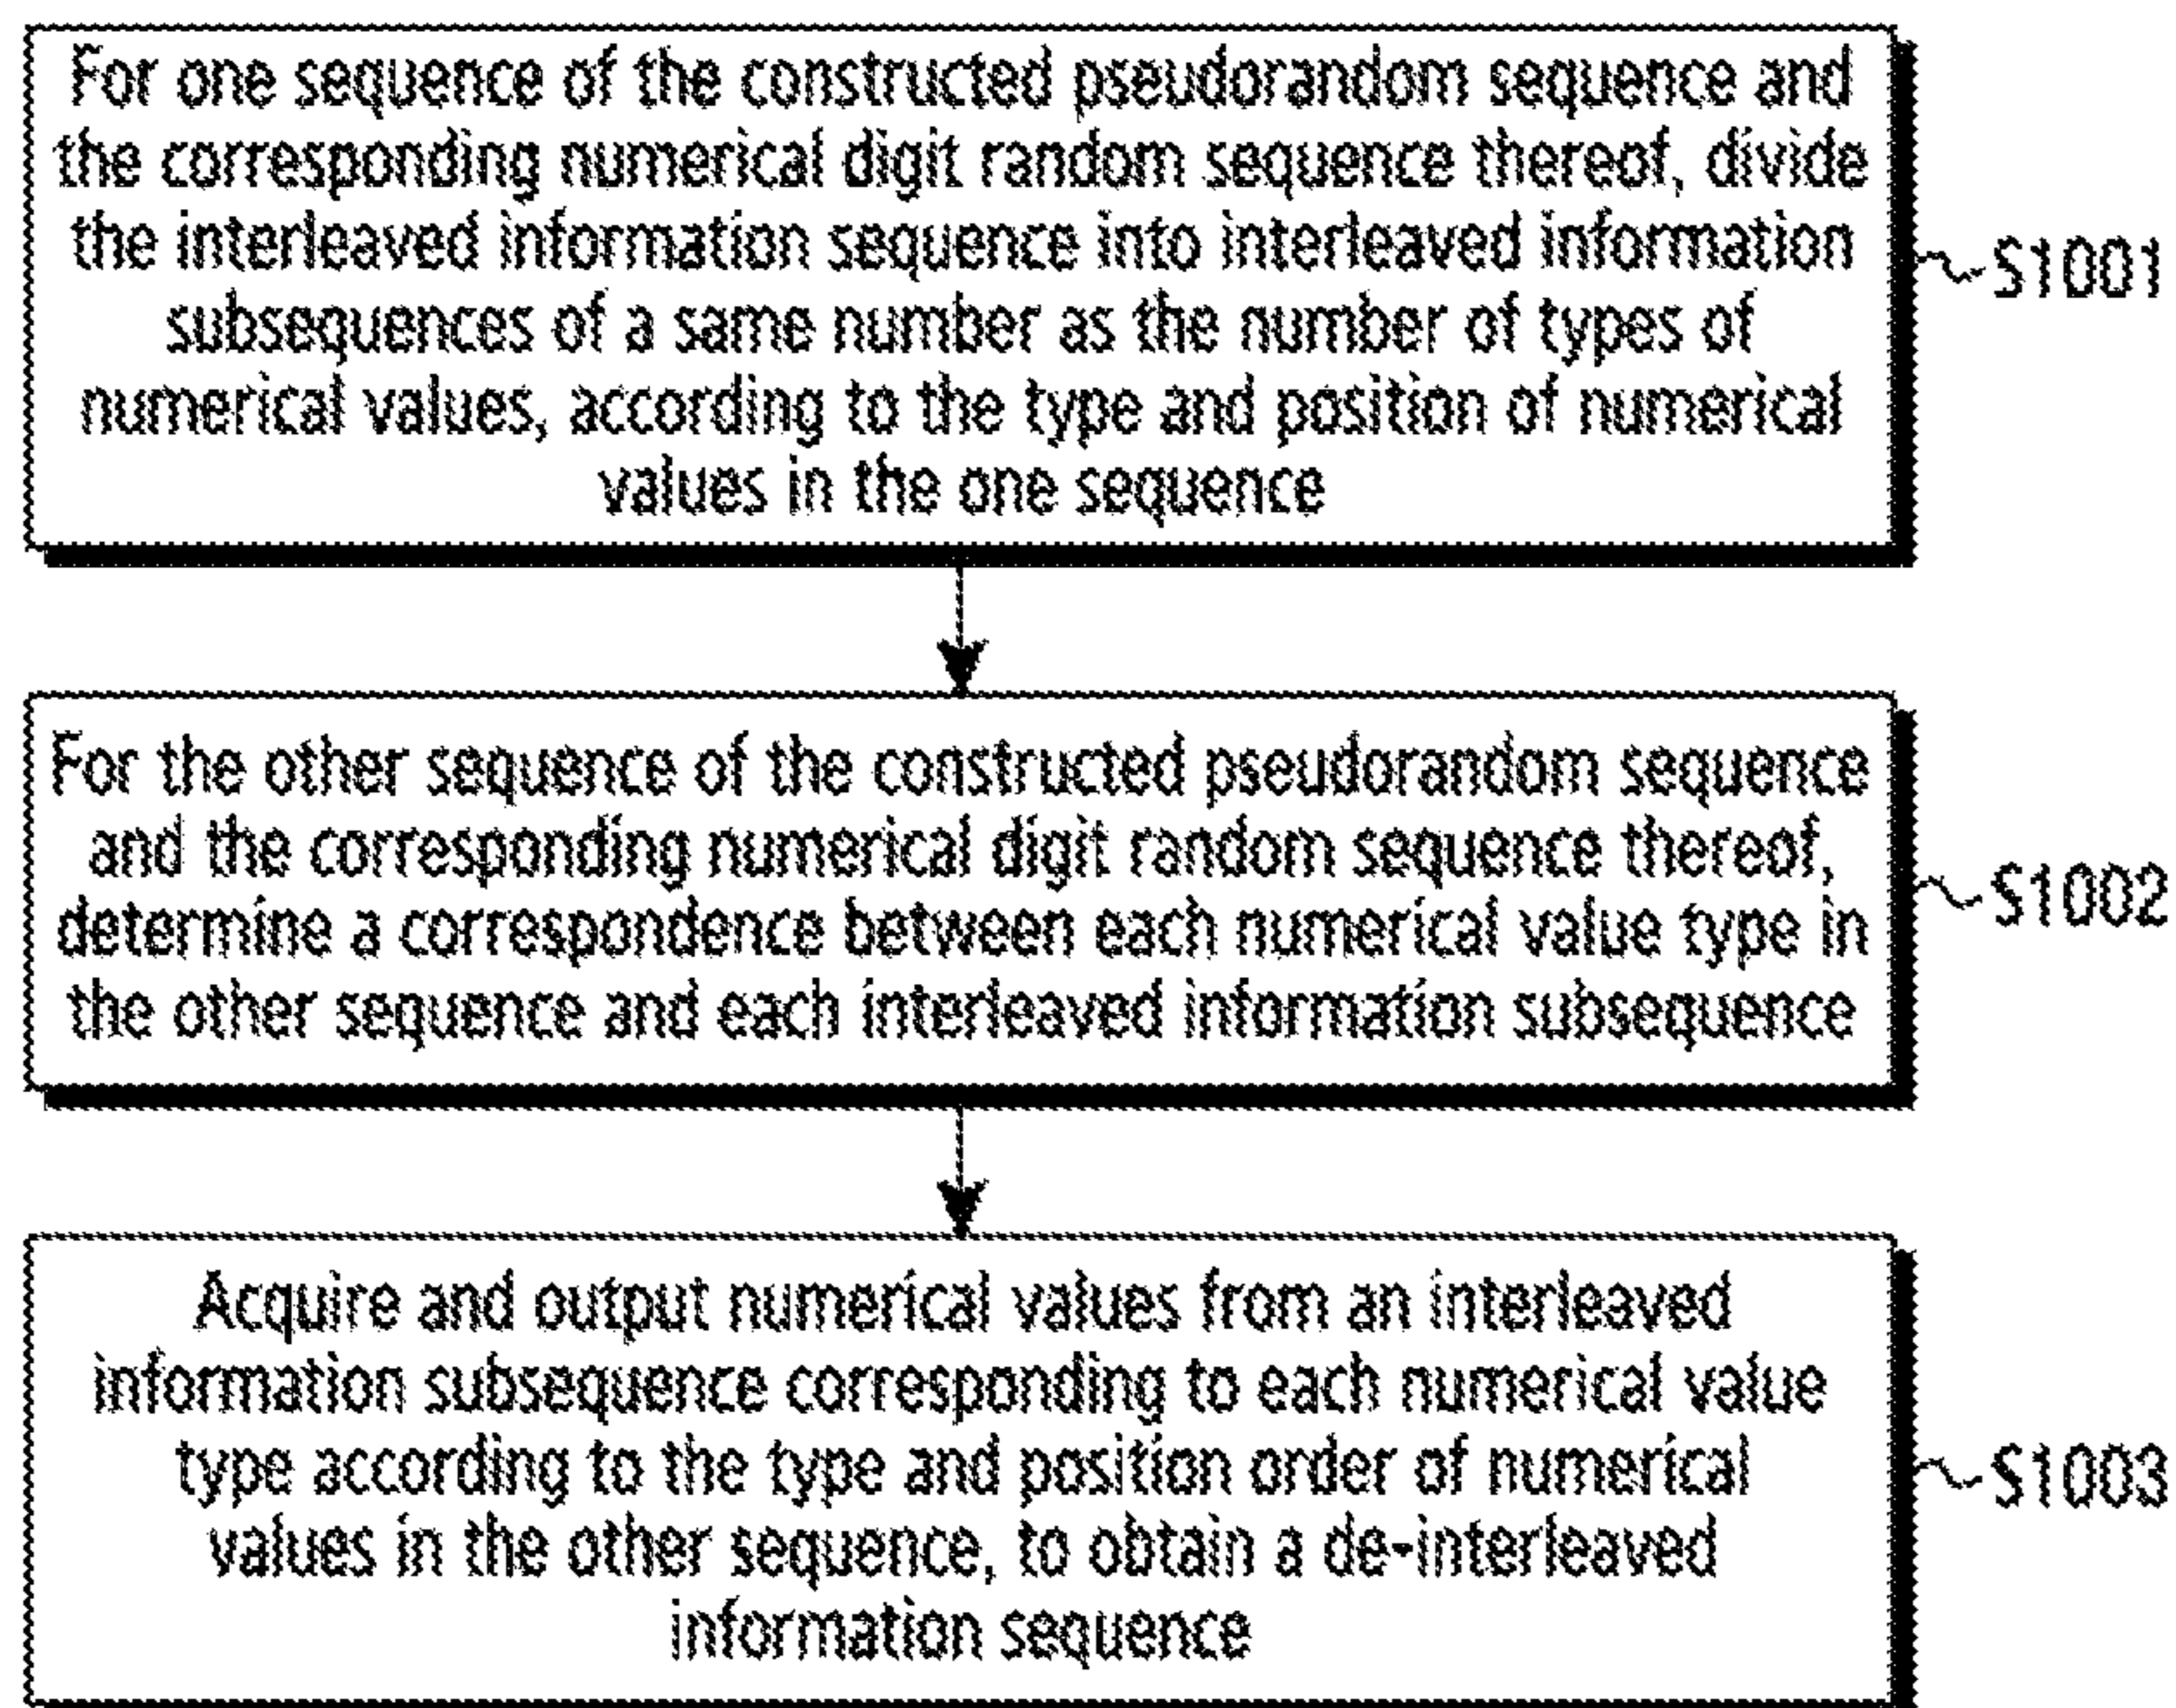 For one sequence of the constructed pseudorandom sequence and
the corresponding numerical digit random sequence thereof, divide
the interleaved information sequence into interleaved information
subsequences of a same number as the number of types of
numerical values, according to the type and position of numerical
values in the one sequence
S1001
For the other sequence of the constructed pseudorandom sequence
and the corresponding numerical digit random sequence thereof,
determine a correspondence between each numerical value type in
the other sequence and each interleaved information subsequence
S1002
Acquire and output numerical values from an interleaved
information subsequence corresponding to each numerical value
type according to the type and position order of numerical
values in the other sequence, to obtain a de-interleaved
information sequence
S1003